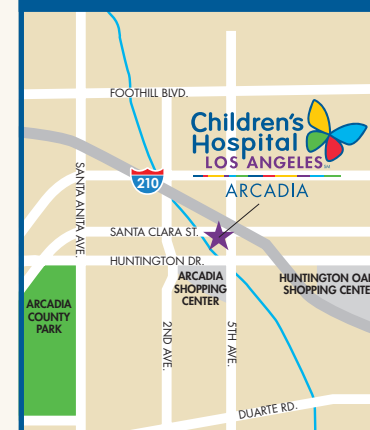 FOOTHILL BLVD.
Children's
Hospital
LOS ANGELES
ARCADIA
210
SANTA ANITA AVE.
SANTA CLARA ST.
HUNTINGTON DR.
ARCADIA
SHOPPING
CENTER
HUNTINGTON OA
SHOPPING CENTE
ARCADIA
COUNTY
PARK
2ND AVE.
5TH AVE.
DUARTE RD.